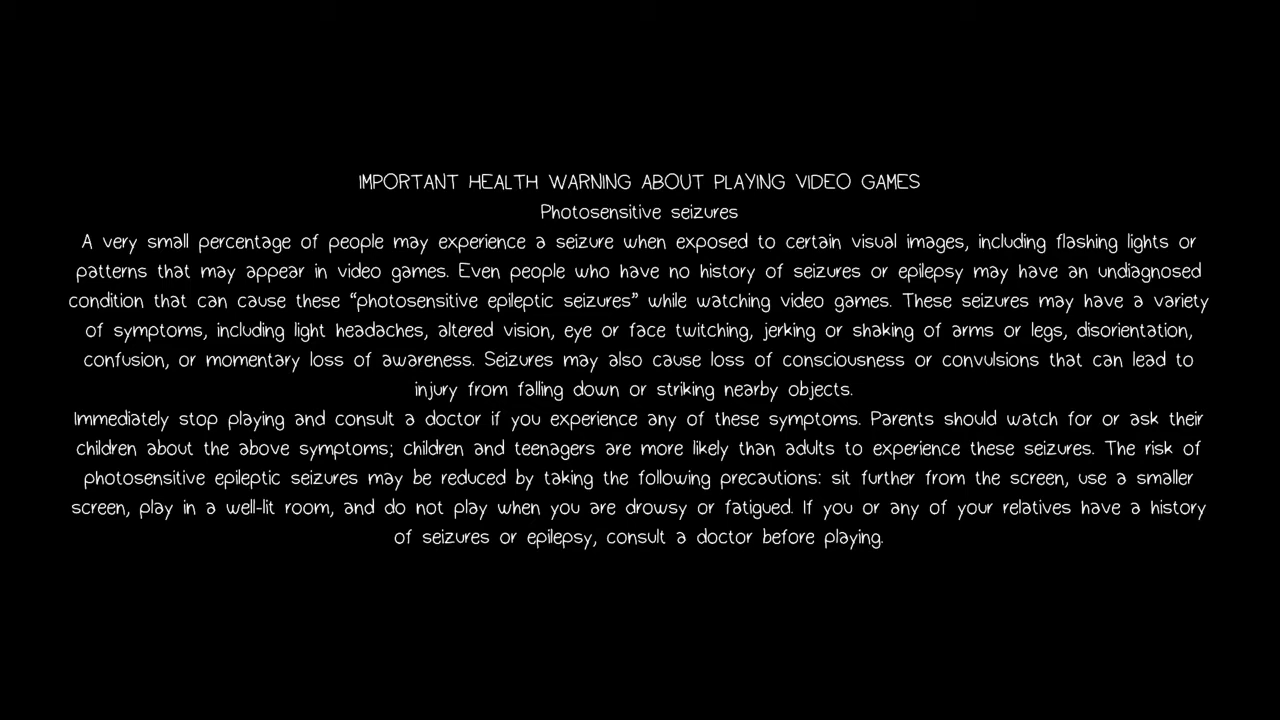 IMPORTANT HEALTH WARNING ABOUT PLAYING VIDEO GAMES
Photosensitive seizures
A very small percentage of people may experience a seizure when exposed to certain visual images, including flashing lights or
patterns that may appear in video games. Even people who have no history of seizures or epilepsy may have an undiagnosed
condition that can cause these “photosensitive epileptic seizures” while watching video games. These seizures may have a variety
of symptoms, including light headaches, altered vision, eye or face twitching, jerking or shaking of arms or legs, disorientation,
confusion, or momentary loss of awareness. Seizures may also cause loss of consciousness or convulsions that can lead to
injury from falling down or striking nearby objects.
Immediately stop playing and consult a doctor if you experience any of these symptoms. Parents should watch for or ask their
children about the above symptoms; children and teenagers are more likely than adults to experience these seizures. The risk of
photosensitive epileptic seizures may be reduced by taking the following precautions: sit further from the screen, use a smaller
screen, play in a well-lit room, and do not play when you are drowsy or fatigued. If you or any of your relatives have a history
of seizures or epilepsy, consult a doctor before playing.